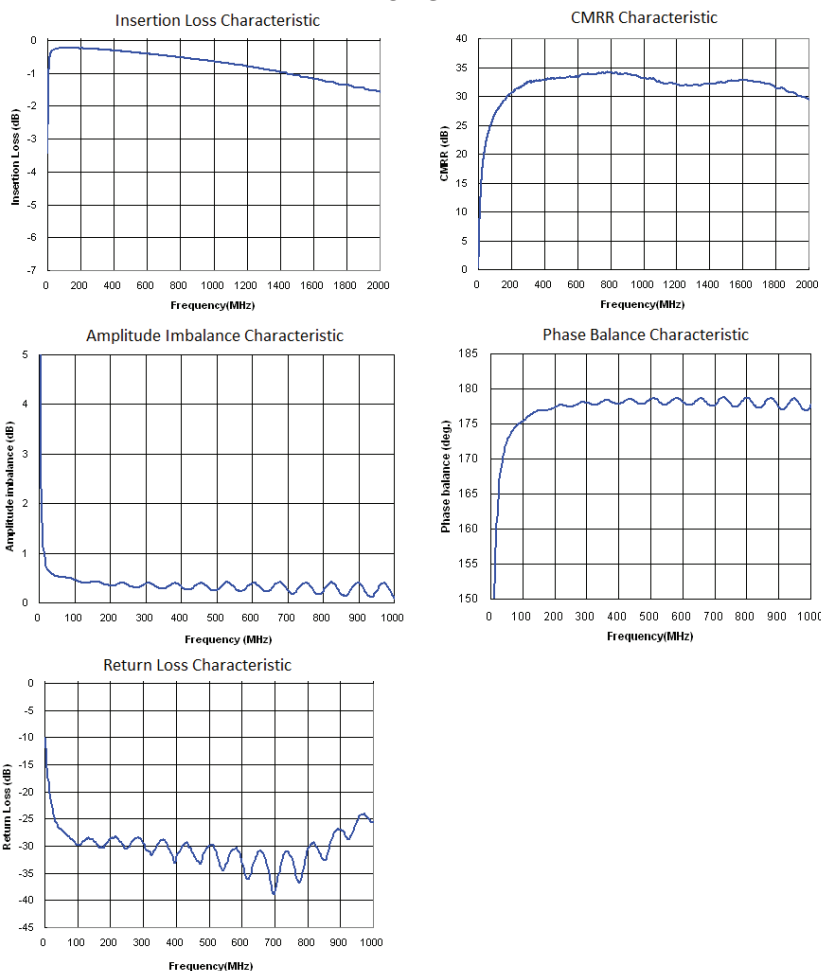 Insertion Loss Characteristic
0
-1
-2
-3
-4
-5
-6
-7
Insertion Loss (dB)
0 200 400 600 800 1000 1200 1400 1600 1800 2000
Frequency(MHz)
CMRR Characteristic
40
35
30
25
20
15
10
5
0
CMRR (dB)
0 200 400 600 800 1000 1200 1400 1600 1800 2000
Frequency(MHz)
Amplitude Imbalance Characteristic
5
4
3
2
1
0
Amplitude imbalance (dB)
0 100 200 300 400 500 600 700 800 900 1000
Frequency (MHz)
Phase Balance Characteristic
185
180
175
170
165
160
155
150
Phase balance (deg.)
0 100 200 300 400 500 600 700 800 900 1000
Frequency(MHz)
Return Loss Characteristic
0
-5
-10
-15
-20
-25
-30
-35
-40
-45
Return Loss (dB)
0 100 200 300 400 500 600 700 800 900 1000
Frequency(MHz)